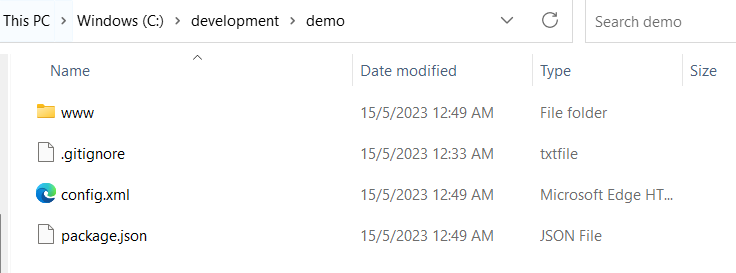 This PC > Windows (C:) > development > demo Search demo
Name Date modified Type Size
www 15/5/2023 12:49 AM File folder
.gitignore 15/5/2023 12:33 AM txtfile
config.xml 15/5/2023 12:49 AM Microsoft Edge HT...
package.json 15/5/2023 12:49 AM JSON File